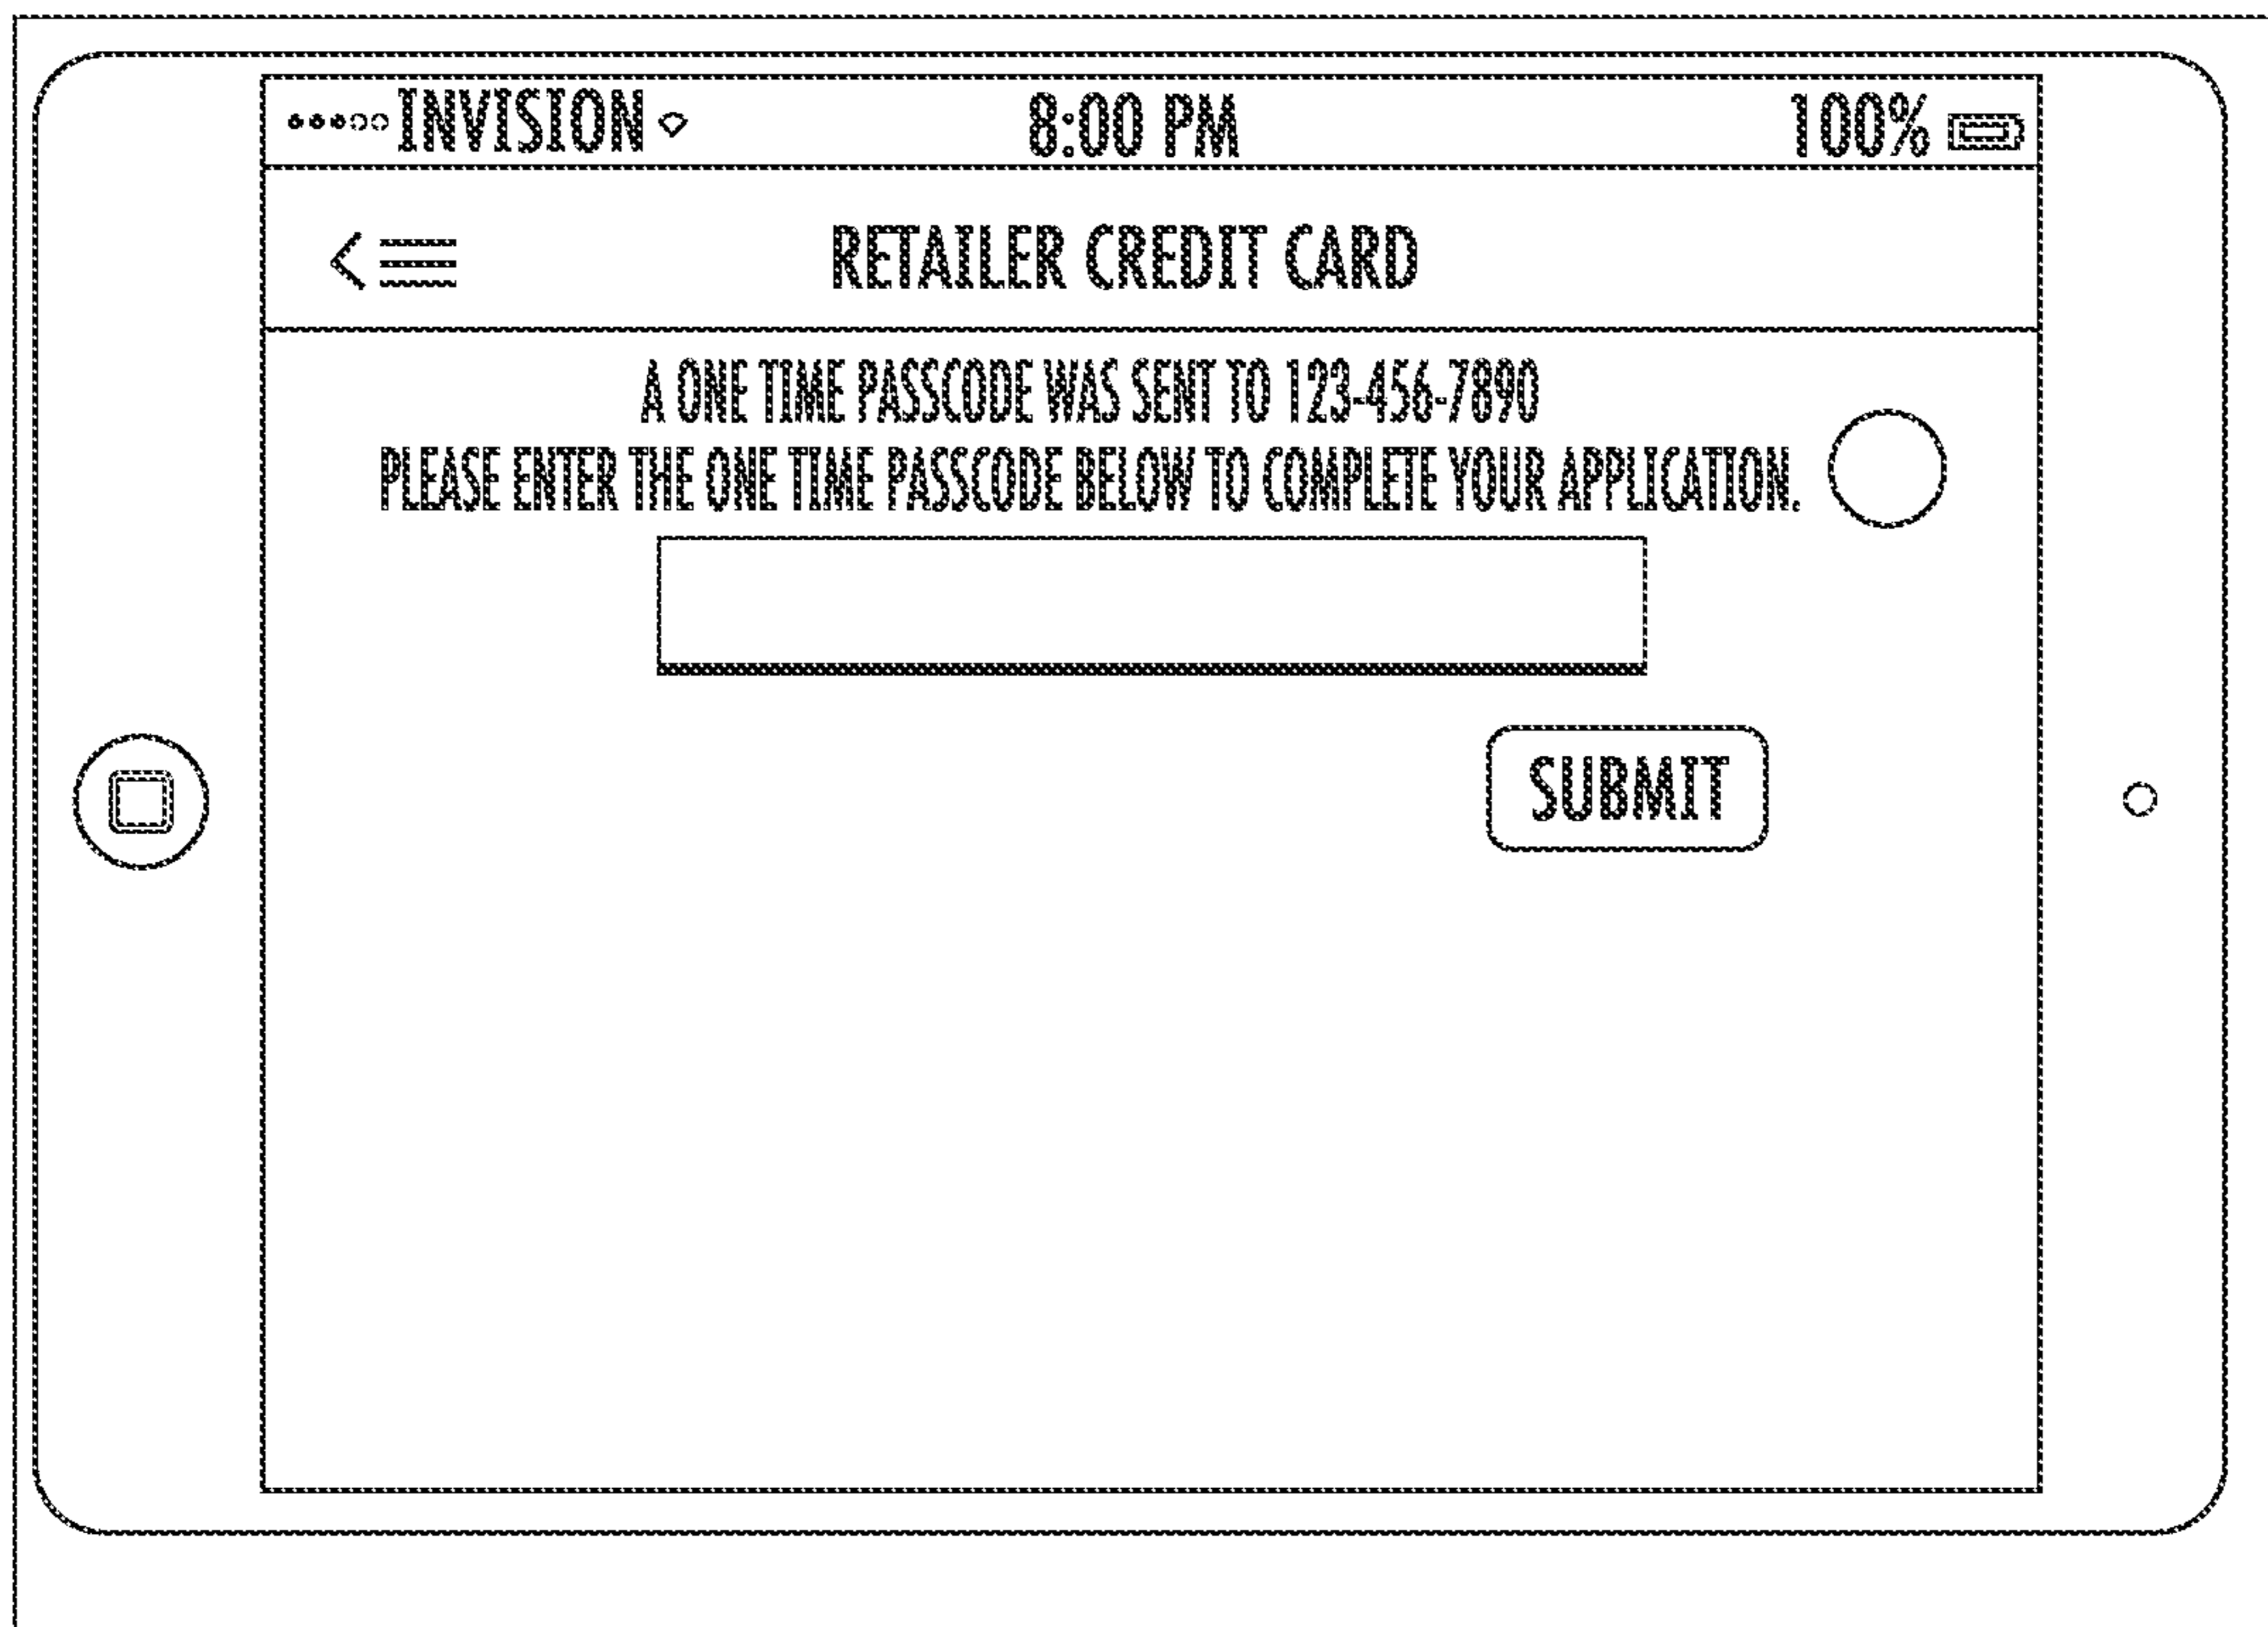 INVISION 8:00 PM 100%
RETAILER CREDIT CARD
A ONE TIME PASSCODE WAS SENT TO 123-456-7890
PLEASE ENTER THE ONE TIME PASSCODE BELOW TO COMPLETE YOUR APPLICATION.
SUBMIT